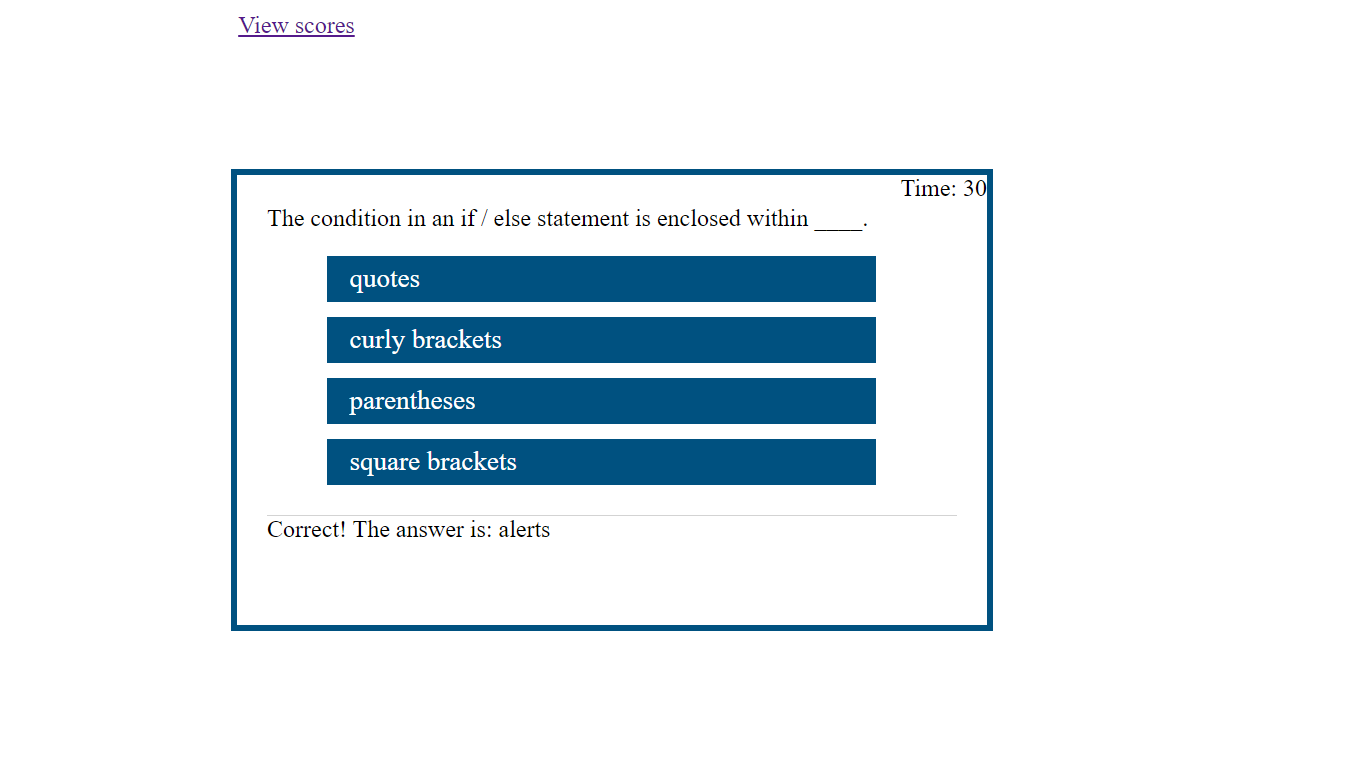 View scores
Time: 30
The condition in an if / else statement is enclosed within ____.
quotes
curly brackets
parentheses
square brackets
Correct! The answer is: alerts